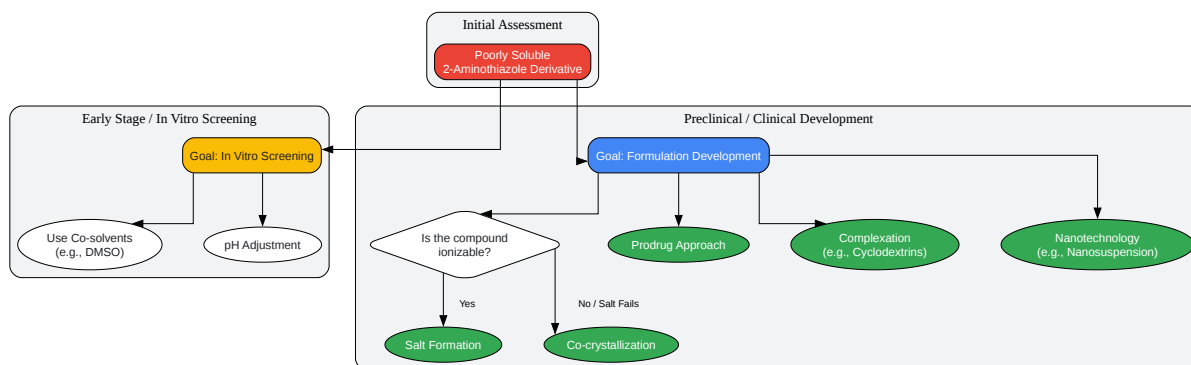 Initial Assessment
Poorly Soluble
2-Aminothiazole Derivative
Early Stage / In Vitro Screening
Goal: In Vitro Screening
Use Co-solvents
(e.g., DMSO)
pH Adjustment
Preclinical / Clinical Development
Goal: Formulation Development
Is the compound
ionizable?
Prodrug Approach
Complexation
(e.g., Cyclodextrins)
Nanotechnology
(e.g., Nanosuspension)
Yes
No / Salt Fails
Salt Formation
Co-crystallization